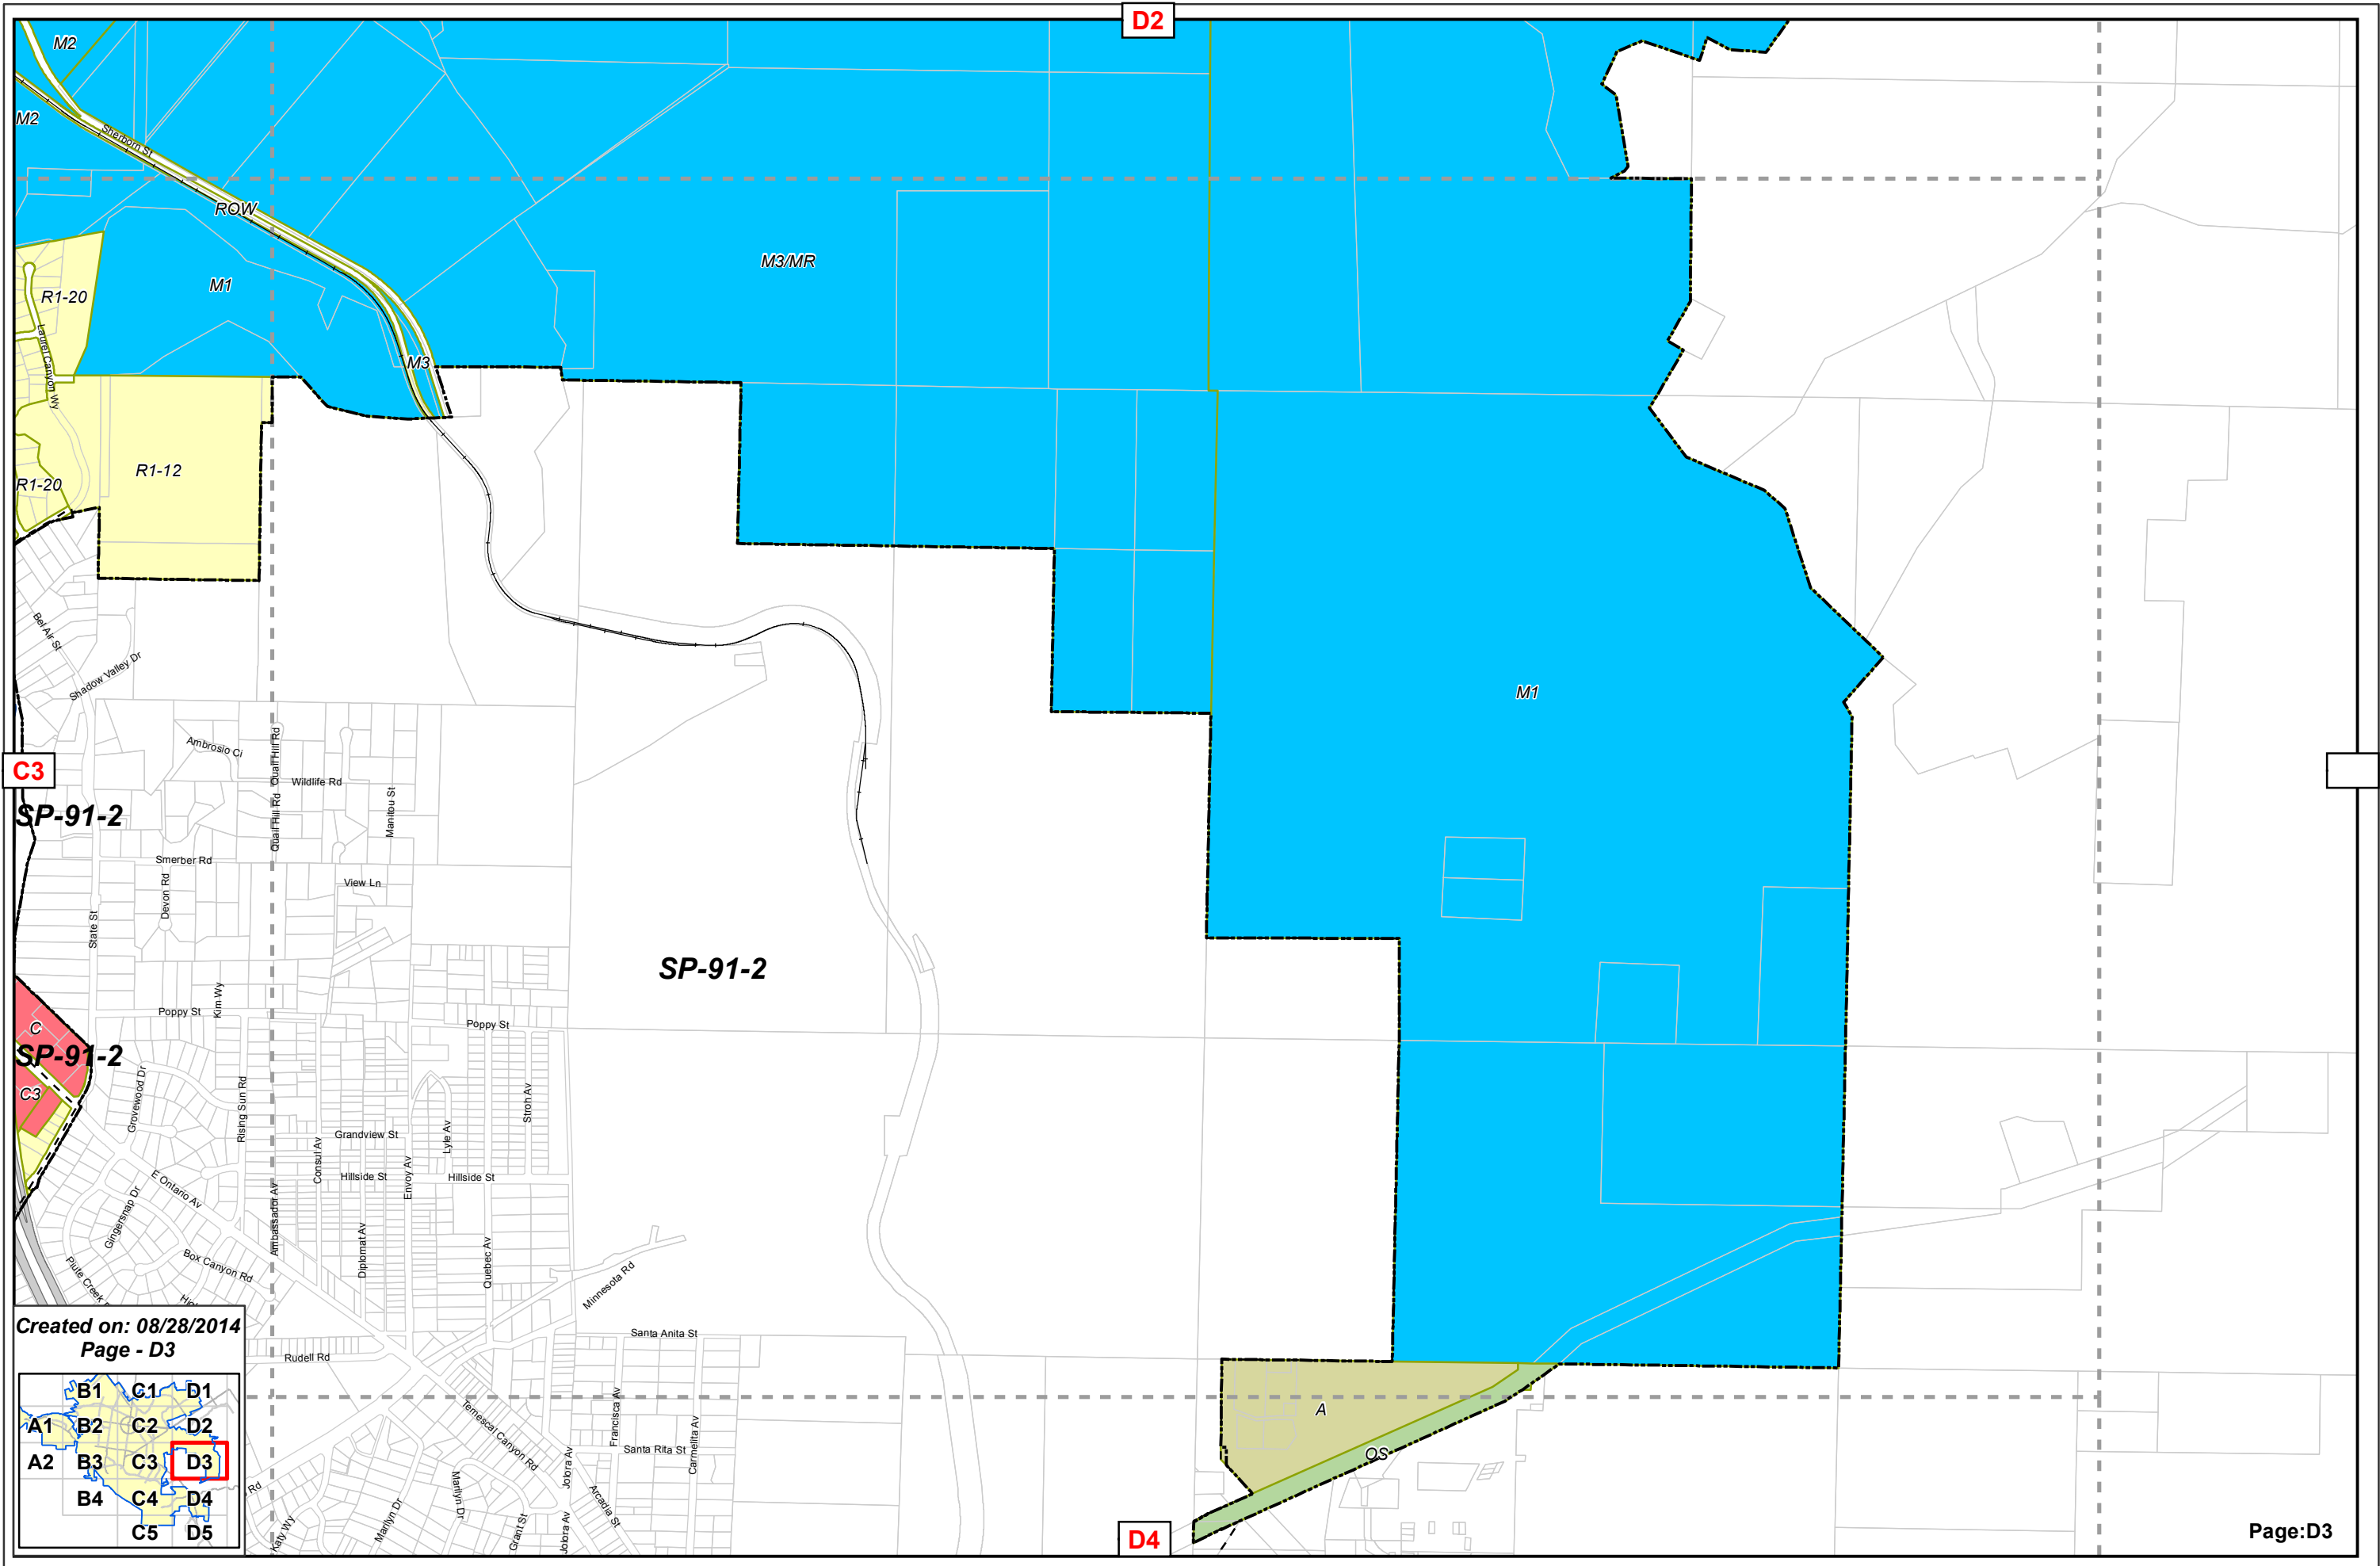 D2
M2
M2
Sherborn St
ROW
M3/MR
M1
R1-20
Laurel Canyon Wy
M3
R1-12
R1-20
Bel Air St
Shadow Valley Dr
M1
Ambrosio Ci
Quail Hill Rd
Wildlife Rd
C3
Quail Hill Rd
Manitou St
SP-91-2
Smerber Rd
Devon Rd
View Ln
State St
SP-91-2
Kim Wy
Poppy St
Poppy St
C
SP-91-2
C3
Grovewood Dr
Rising Sun Rd
Stroh Av
Lyle Av
Grandview St
Consul Av
Envoy Av
Hillside St
Hillside St
E Ontario Av
Gingersnap Dr
Ambassador Av
Diplomat Av
Quebec Av
Box Canyon Rd
Piute Creek
Minnesota Rd
Created on: 08/28/2014
Page - D3
Santa Anita St
Rudell Rd
B1 C1 D1
A1 B2 C2 D2
A2 B3 C3 D3
B4 C4 D4
C5 D5
Rd
Francisca Av
Temescal Canyon Rd
Santa Rita St
Carmelita Av
A
OS
Jolora Av
Marilyn Dr
Marilyn Dr
Arcadia St
Katy Wy
Grant St
Jolora Av
D4
Page:D3